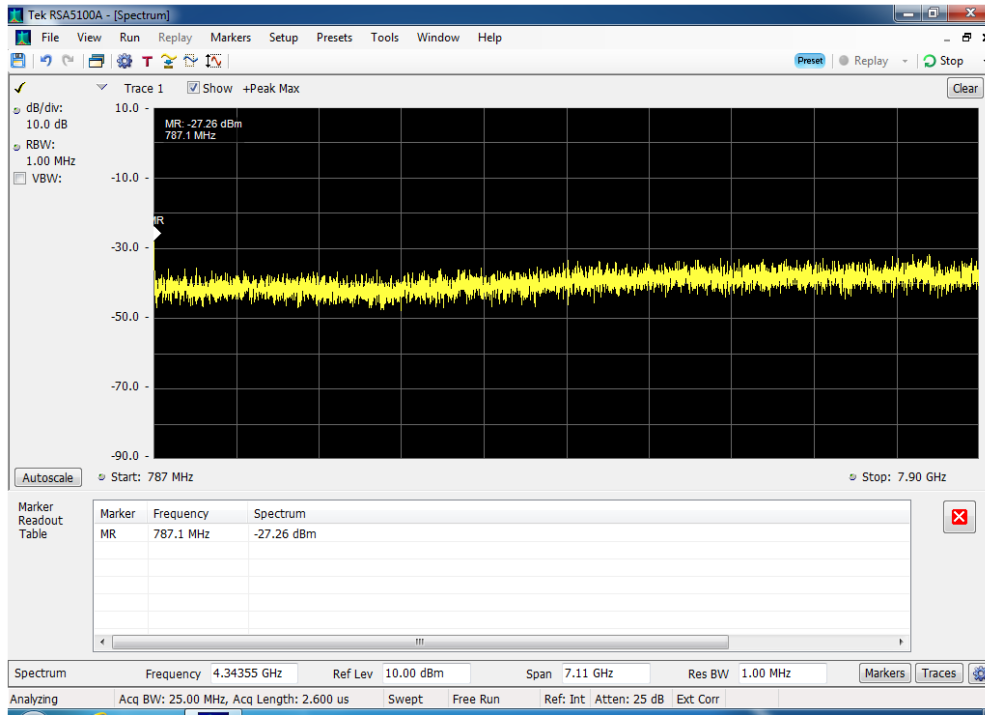 Tek RSA5100A - [Spectrum]
File View Run Replay Markers Setup Presets Tools Window Help
T Preset Replay Stop
Trace 1 Show +Peak Max Clear
dB/div:
10.0 dB
RBW:
1.00 MHz
VBW:
10.0
-10.0
-30.0
-50.0
-70.0
-90.0
MR: -27.26 dBm
787.1 MHz
Autoscale Start: 787 MHz Stop: 7.90 GHz
Marker
Readout
Table
Marker Frequency Spectrum
MR 787.1 MHz -27.26 dBm
Spectrum Frequency 4.34355 GHz Ref Lev 10.00 dBm Span 7.11 GHz Res BW 1.00 MHz Markers Traces
Analyzing Acq BW: 25.00 MHz, Acq Length: 2.600 us Swept Free Run Ref: Int Atten: 25 dB Ext Corr